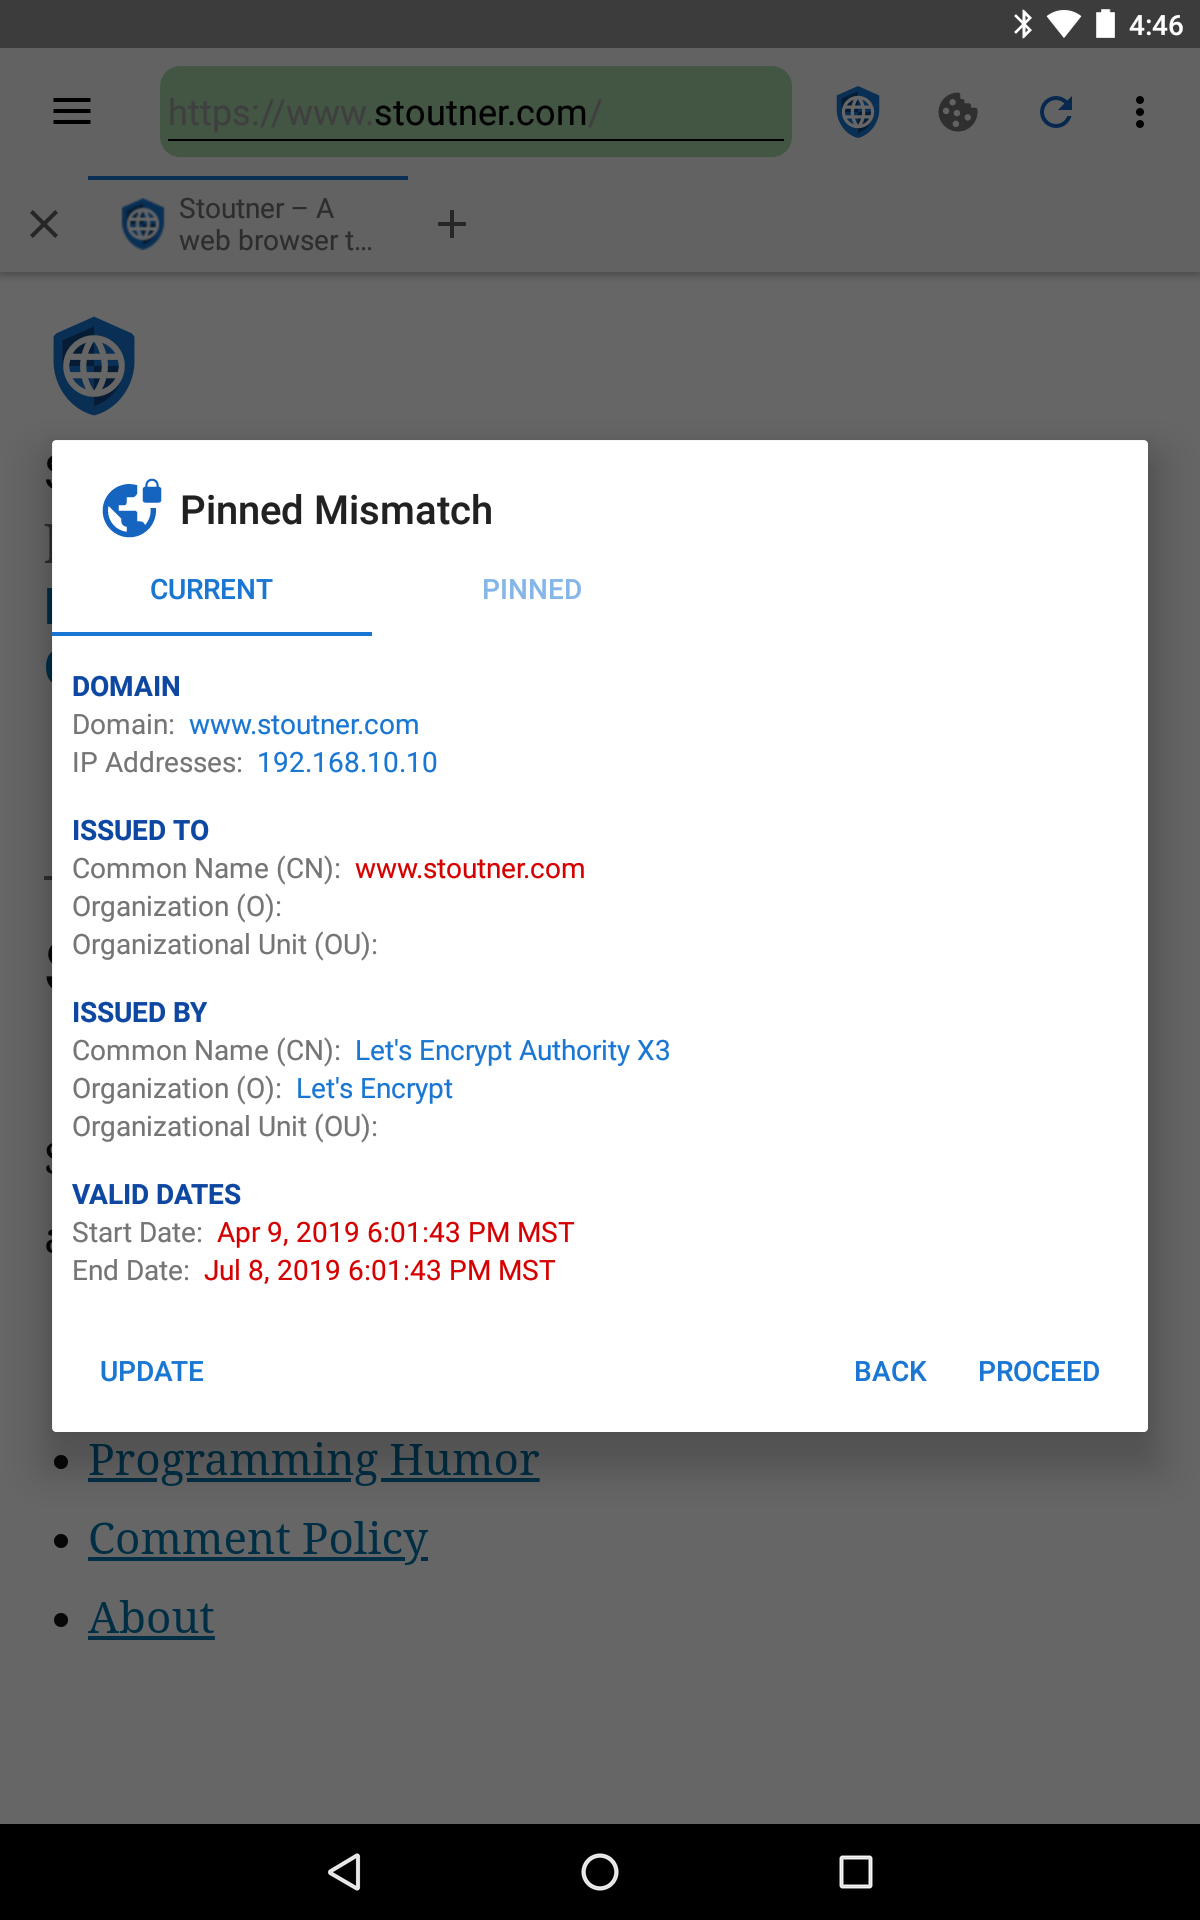 4:46
https://www.stoutner.com/
Stoutner – A
web browser t...
Pinned Mismatch
CURRENT PINNED
DOMAIN
Domain: www.stoutner.com
IP Addresses: 192.168.10.10
ISSUED TO
Common Name (CN): www.stoutner.com
Organization (O):
Organizational Unit (OU):
ISSUED BY
Common Name (CN): Let's Encrypt Authority X3
Organization (O): Let's Encrypt
Organizational Unit (OU):
VALID DATES
Start Date: Apr 9, 2019 6:01:43 PM MST
End Date: Jul 8, 2019 6:01:43 PM MST
UPDATE BACK PROCEED
• Programming Humor
• Comment Policy
• About